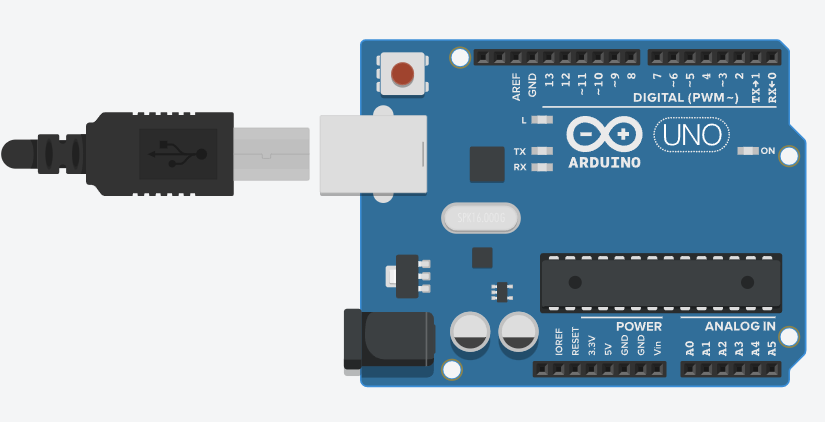 AREF
GND
13
12
~11
~10
~9
8
7
~6
~5
4
~3
2
TX→1
RX←0
DIGITAL (PWM~)
L
TX
RX
UNO
ON
ARDUINO
POWER
ANALOG IN
IOREF
RESET
3.3V
5V
GND
GND
Vin
A0
A1
A2
A3
A4
A5